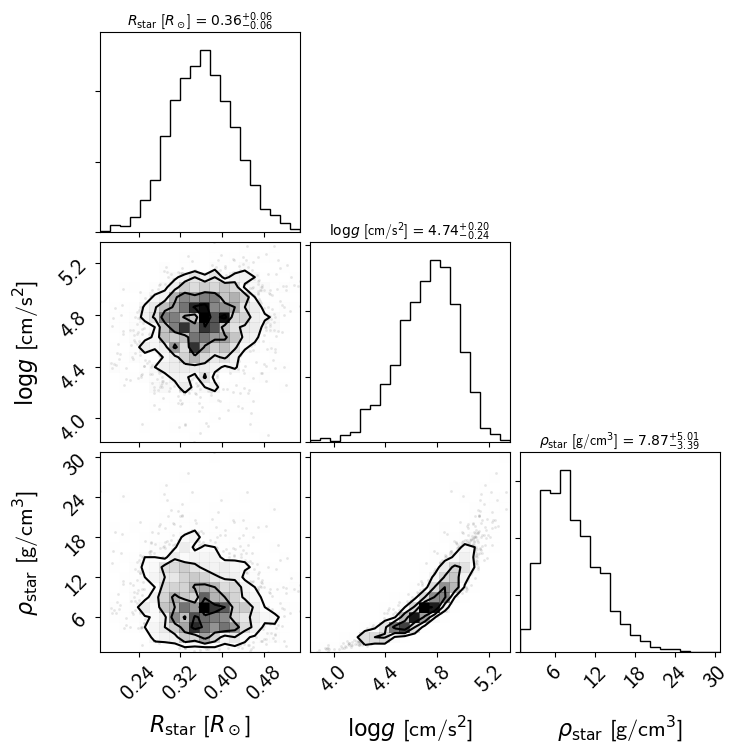 R_star [R_⊙] = 0.36^{+0.06}_{-0.06}
logg [cm/s²] = 4.74^{+0.20}_{-0.24}
5.2
4.8
4.4
4.0
logg [cm/s²]
ρ_star [g/cm³] = 7.87^{+5.01}_{-3.39}
30
24
18
12
6
ρ_star [g/cm³]
0.24 0.32 0.40 0.48
4.0 4.4 4.8 5.2
6 12 18 24 30
R_star [R_⊙]
logg [cm/s²]
ρ_star [g/cm³]